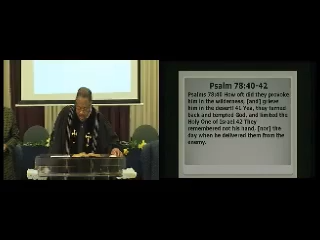 Psalm 78:40-42
Psalms 78:40 How oft did they provoke
him in the wilderness, [and] grieve
him in the desert! 41 Yea, they turned
back and tempted God, and limited the
Holy One of Israel. 42 They
remembered not his hand, [nor] the
day when he delivered them from the
enemy.